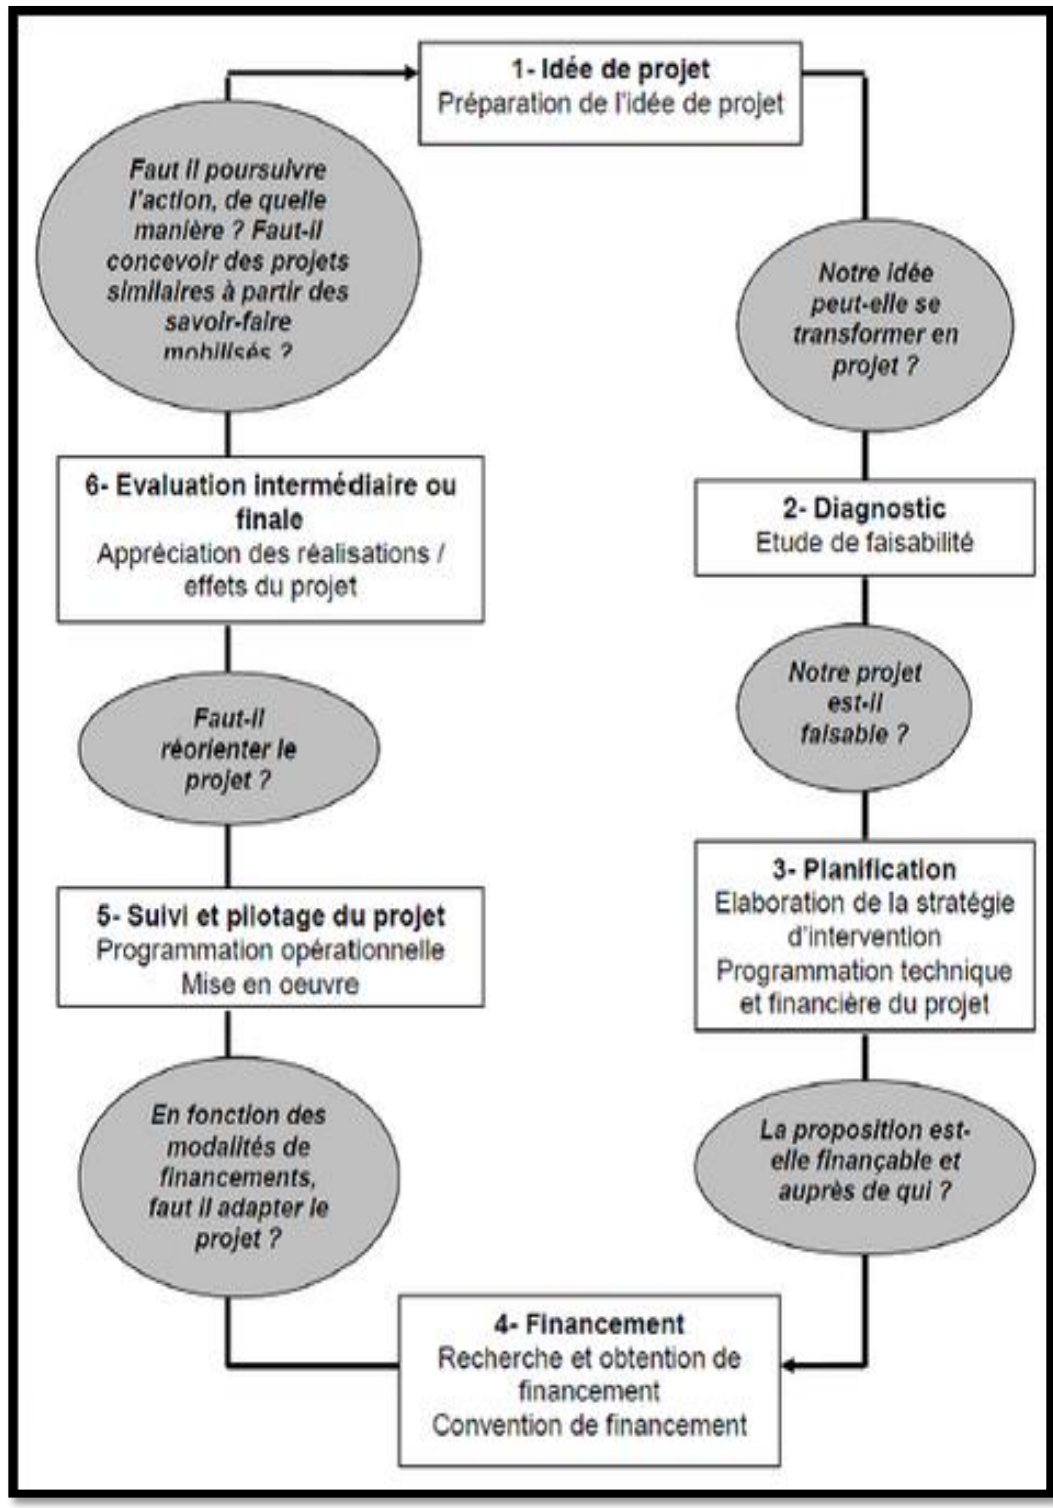 1- Idée de projet
Préparation de l'idée de projet
Notre idée
peut-elle se
transformer en
projet ?
2- Diagnostic
Etude de faisabilité
Notre projet
est-il
faisable ?
3- Planification
Elaboration de la stratégie
d'intervention
Programmation technique
et financière du projet
La proposition est-
elle finançable et
auprès de qui ?
4- Financement
Recherche et obtention de
financement
Convention de financement
En fonction des
modalités de
financements,
faut il adapter le
projet ?
5- Suivi et pilotage du projet
Programmation opérationnelle
Mise en oeuvre
Faut-il
réorienter le
projet ?
6- Evaluation intermédiaire ou
finale
Appréciation des réalisations /
effets du projet
Faut il poursuivre
l'action, de quelle
manière ? Faut-il
concevoir des projets
similaires à partir des
savoir-faire
mobilisés ?